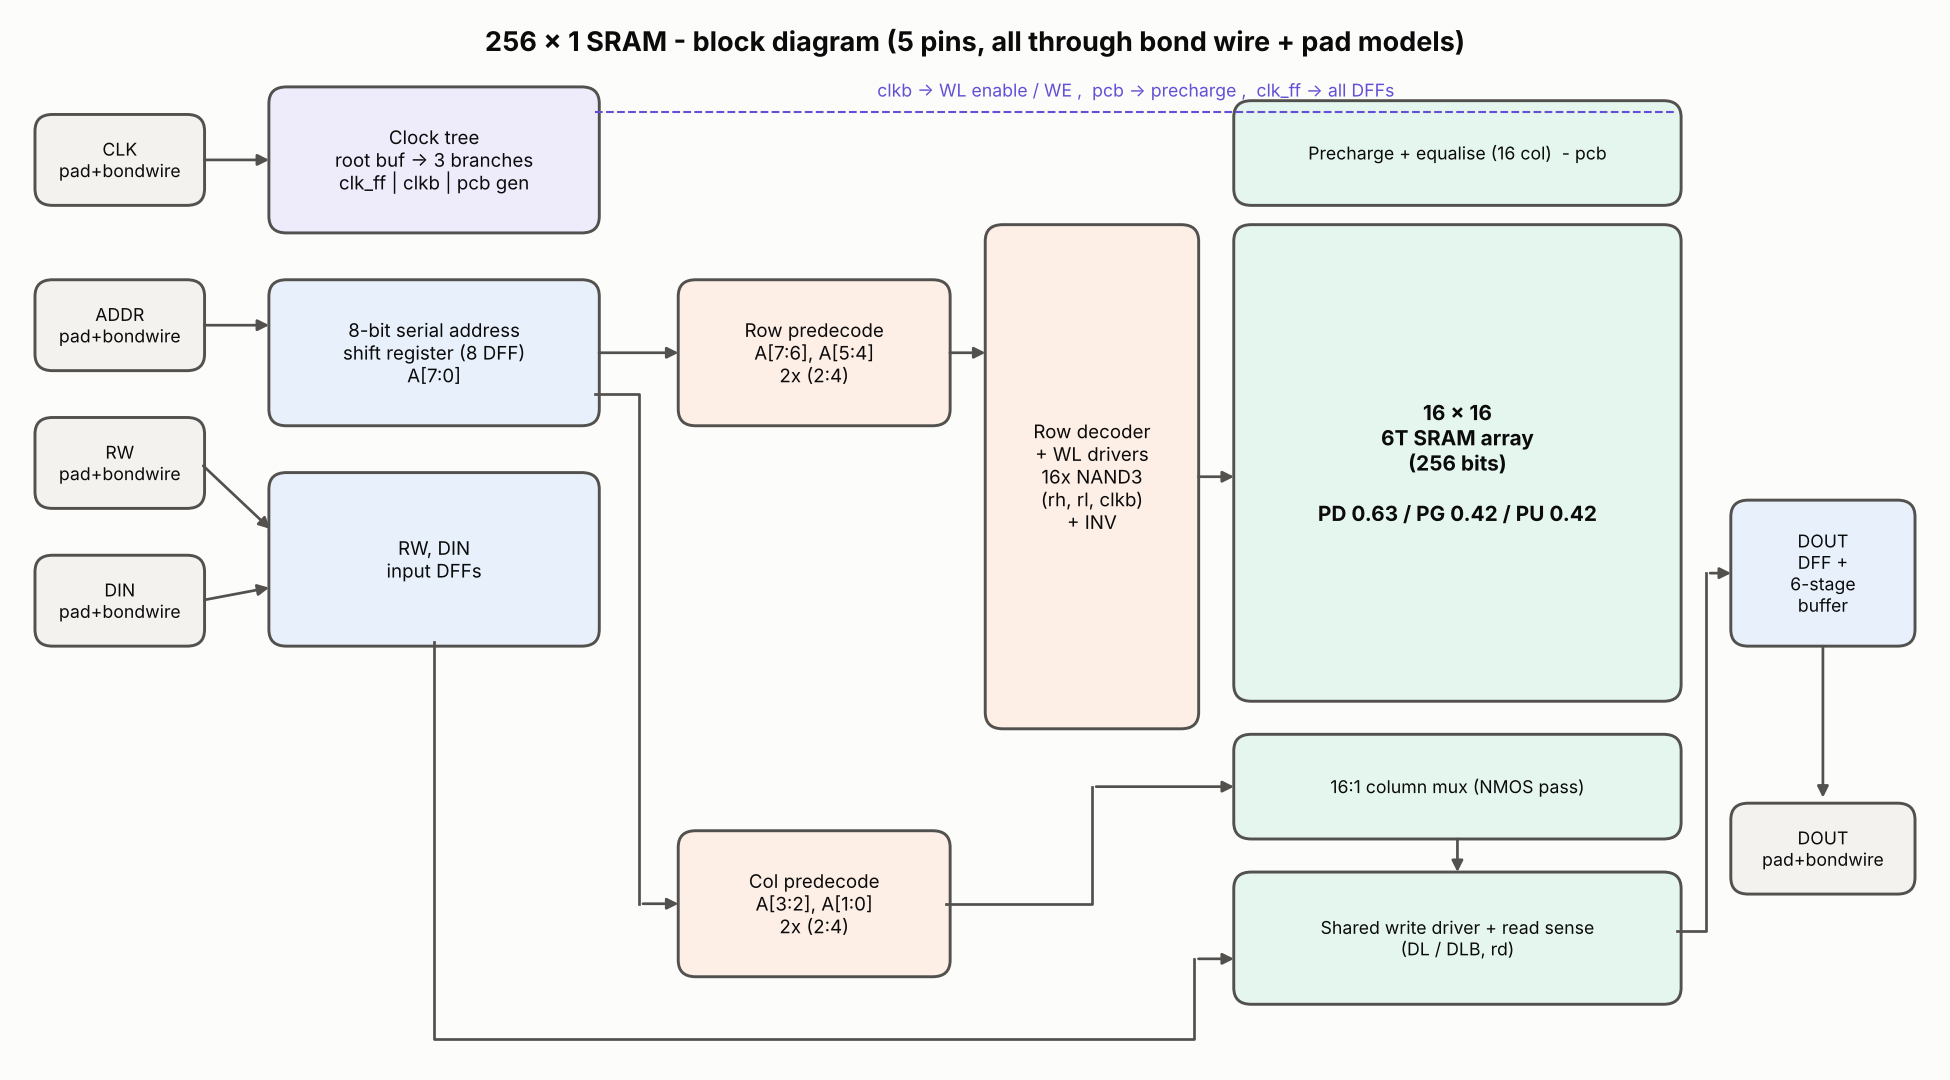 256 × 1 SRAM - block diagram (5 pins, all through bond wire + pad models)
clkb → WL enable / WE , pcb → precharge , clk_ff → all DFFs
CLK
pad+bondwire
Clock tree
root buf → 3 branches
clk_ff | clkb | pcb gen
Precharge + equalise (16 col) - pcb
ADDR
pad+bondwire
8-bit serial address
shift register (8 DFF)
A[7:0]
Row predecode
A[7:6], A[5:4]
2x (2:4)
Row decoder
+ WL drivers
16x NAND3
(rh, rl, clkb)
+ INV
16 × 16
6T SRAM array
(256 bits)
PD 0.63 / PG 0.42 / PU 0.42
RW
pad+bondwire
DIN
pad+bondwire
RW, DIN
input DFFs
DOUT
DFF +
6-stage
buffer
16:1 column mux (NMOS pass)
DOUT
pad+bondwire
Col predecode
A[3:2], A[1:0]
2x (2:4)
Shared write driver + read sense
(DL / DLB, rd)